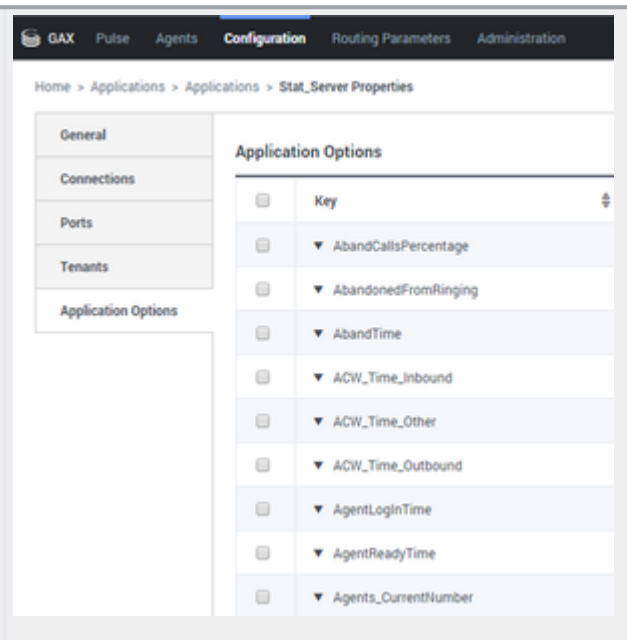 GAX Pulse Agents Configuration Routing Parameters Administration
Home > Applications > Applications > Stat_Server Properties
General
Connections
Ports
Tenants
Application Options
Application Options
Key
AbandCallsPercentage
AbandonedFromRinging
AbandTime
ACW_Time_Inbound
ACW_Time_Other
ACW_Time_Outbound
AgentLogInTime
AgentReadyTime
Agents_CurrentNumber